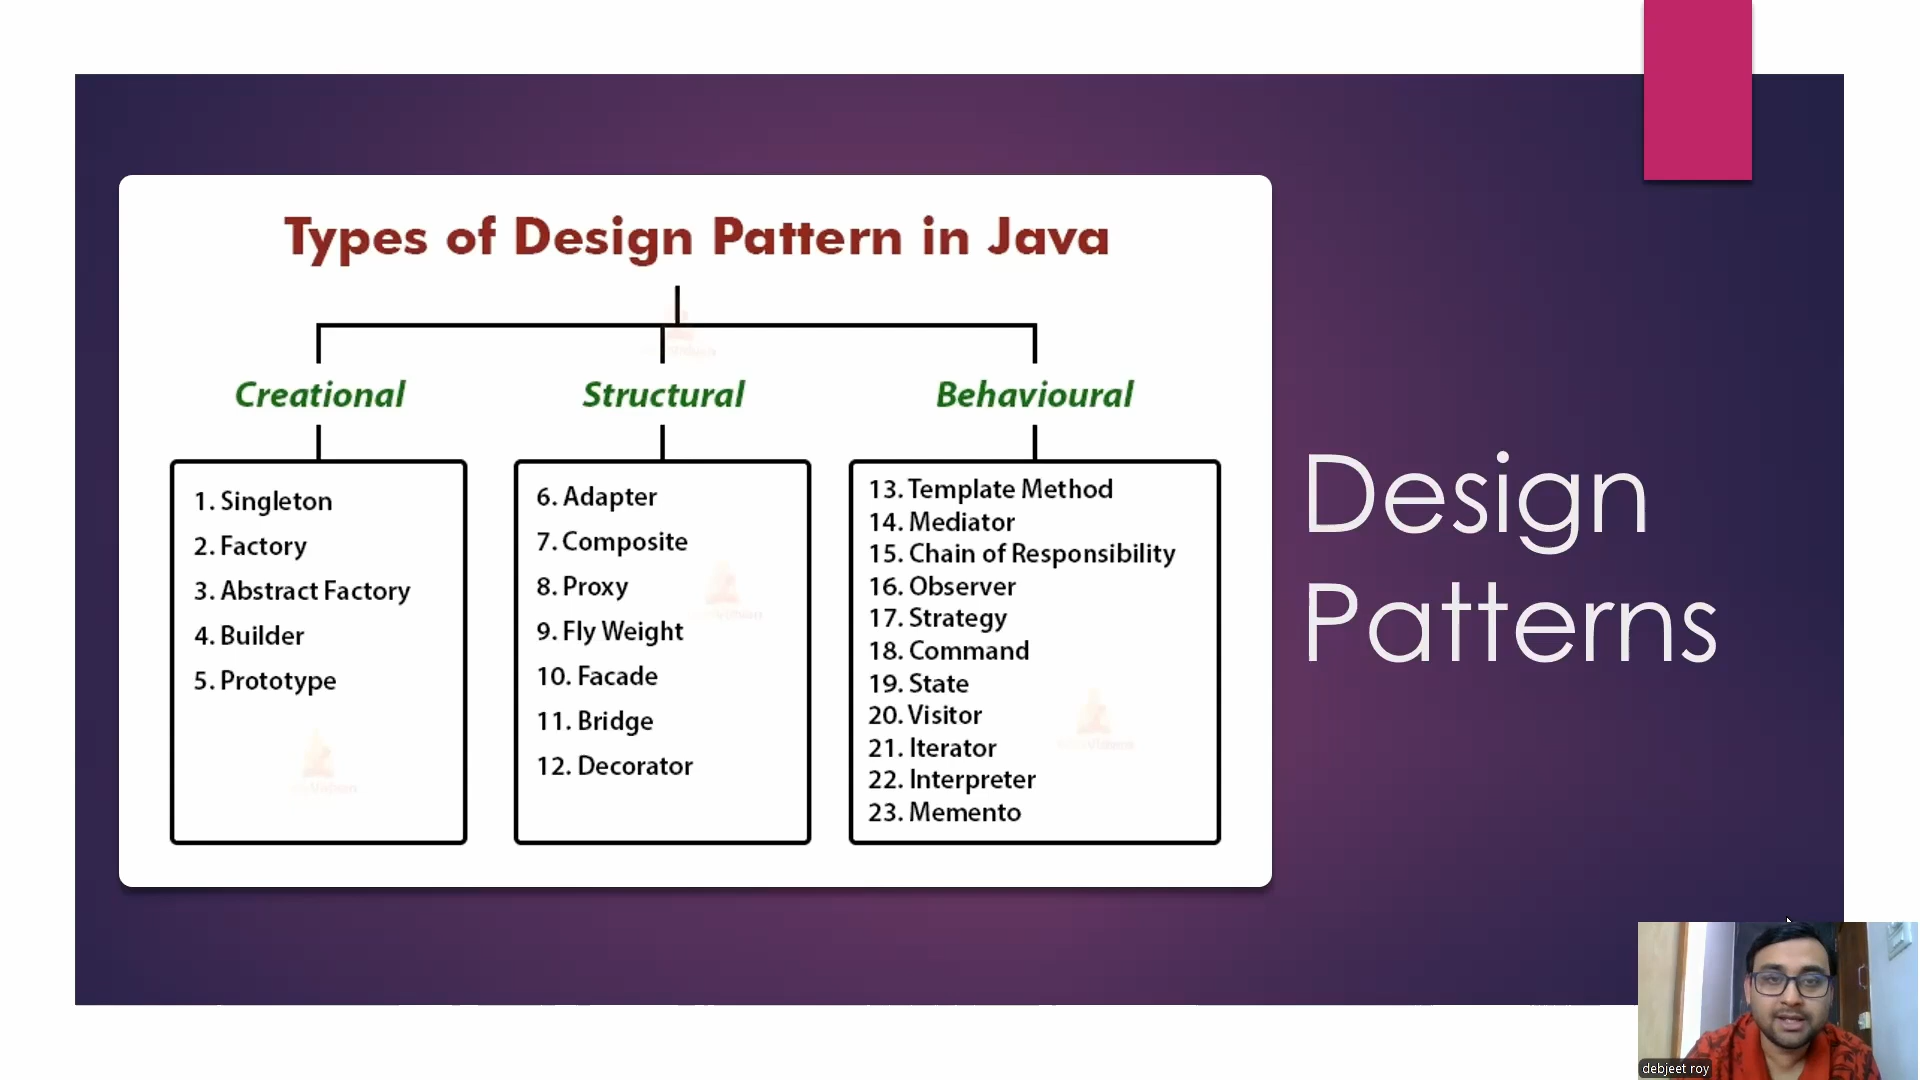 Types of Design Pattern in Java
Creational
Structural
Behavioural
1. Singleton
2. Factory
3. Abstract Factory
4. Builder
5. Prototype
6. Adapter
7. Composite
8. Proxy
9. Fly Weight
10. Facade
11. Bridge
12. Decorator
13. Template Method
14. Mediator
15. Chain of Responsibility
16. Observer
17. Strategy
18. Command
19. State
20. Visitor
21. Iterator
22. Interpreter
23. Memento
Design
Patterns
debjeet roy